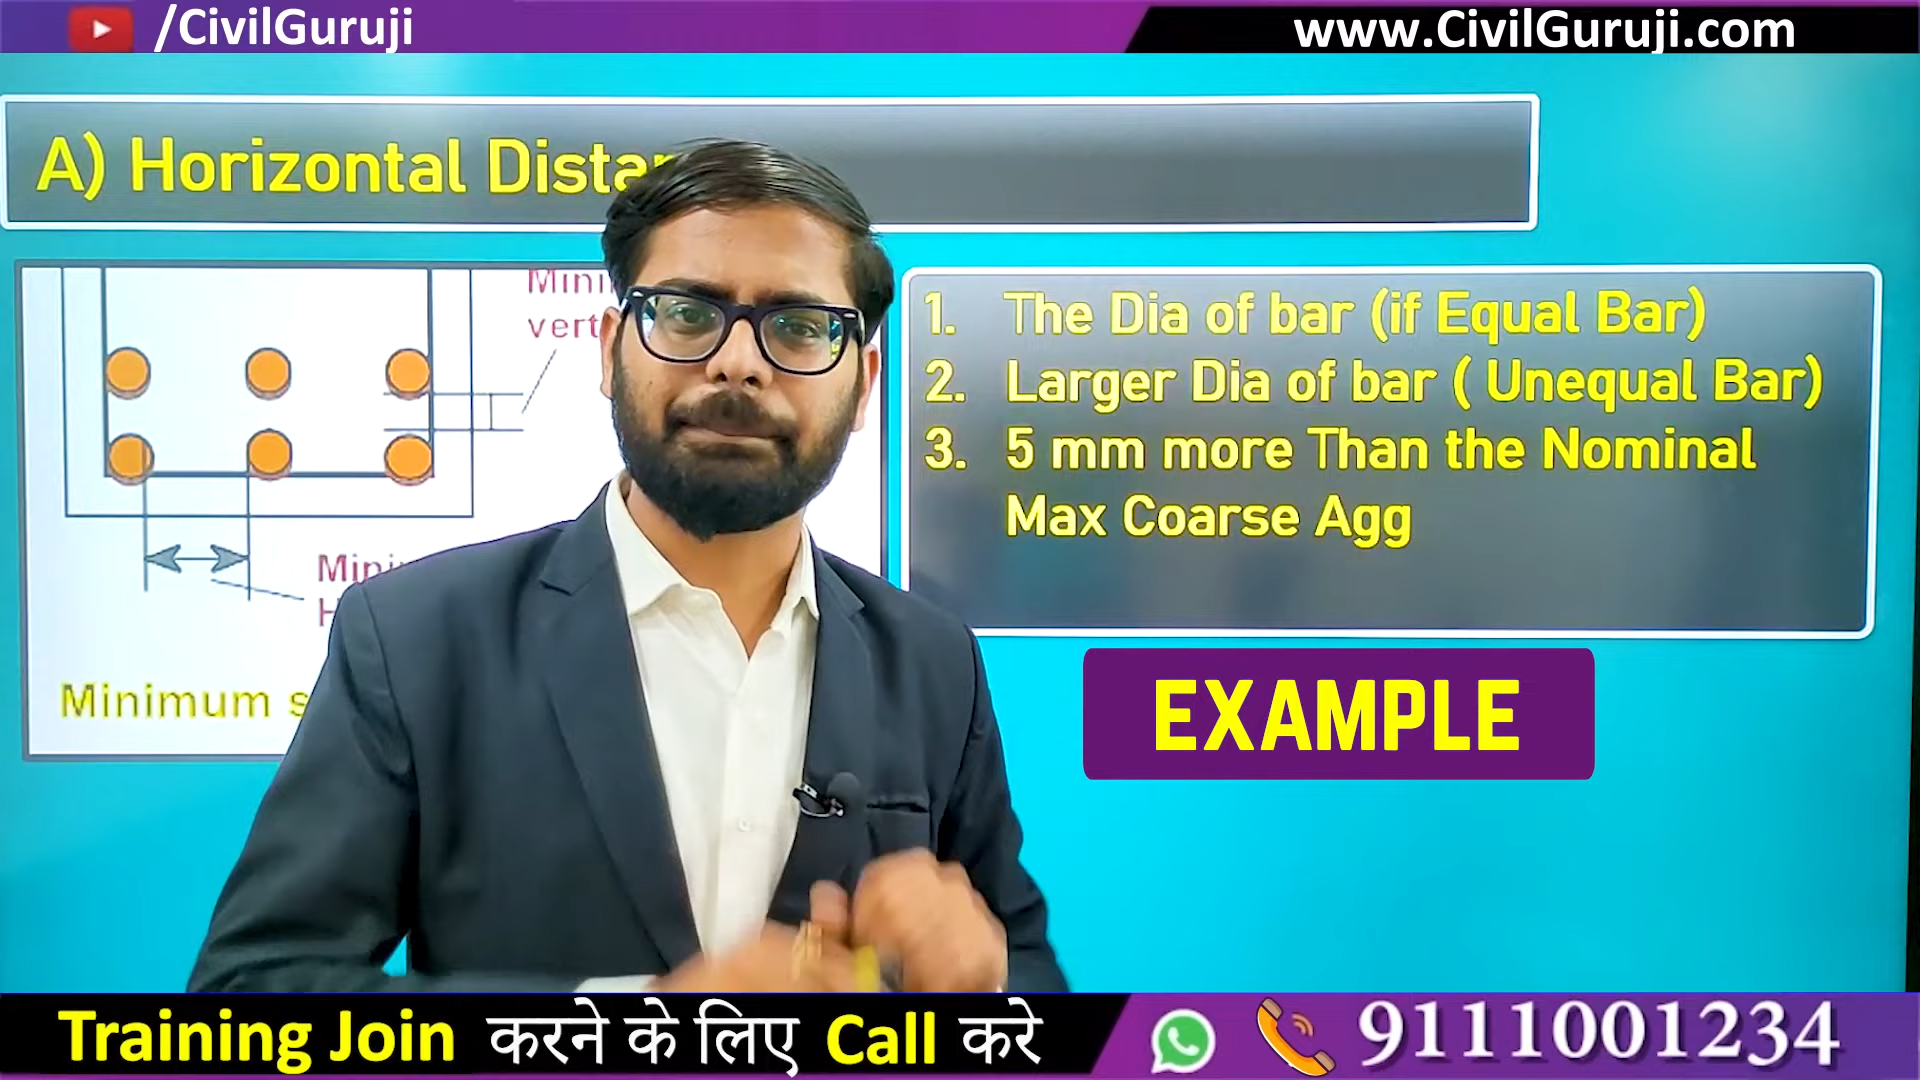 /CivilGuruji
www.CivilGuruji.com
A) Horizontal
1. The Dia of bar (if Equal Bar)
2. Larger Dia of bar ( Unequal Bar)
3. 5 mm more Than the Nominal
Max Coarse Agg
Minimum
EXAMPLE
Training Join करने के लिए Call करे
9111001234